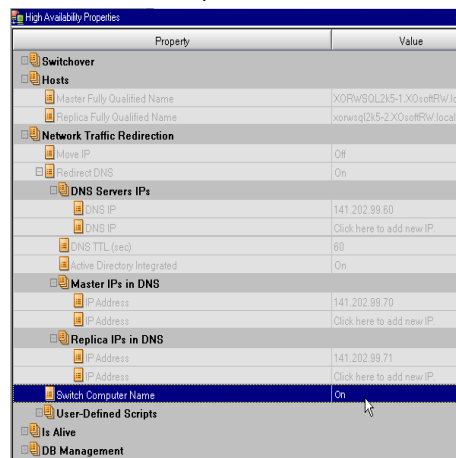 High Availability Properties
Property Value
Switchover
Hosts
Master Fully Qualified Name XORWSQL2k5-1.XOsoftRW.lo
Replica Fully Qualified Name xorwsql2k5-2.XOsoftRW.local
Network Traffic Redirection
Move IP Off
Redirect DNS On
DNS Servers IPs
DNS IP 141.202.99.60
DNS IP Click here to add new IP.
DNS TTL (sec) 60
Active Directory Integrated On
Master IPs in DNS
IP Address 141.202.99.70
IP Address Click here to add new IP.
Replica IPs in DNS
IP Address 141.202.99.71
IP Address Click here to add new IP
Switch Computer Name On
User-Defined Scripts
Is Alive
DB Management